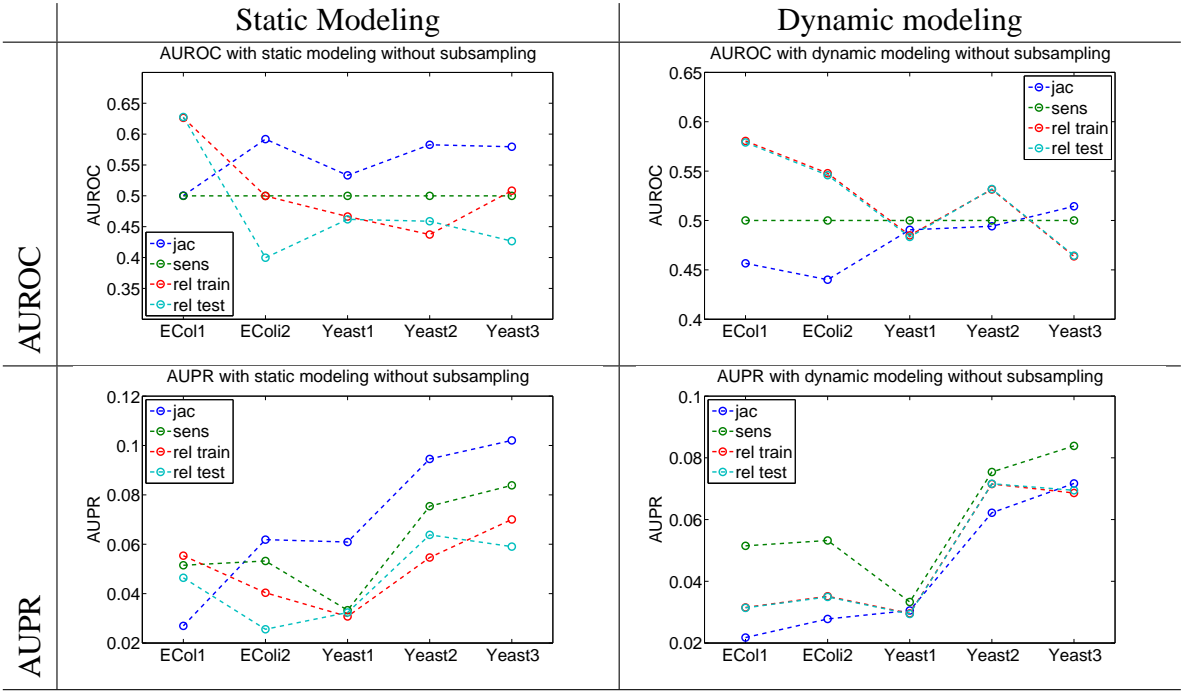 Static Modeling
Dynamic modeling
AUROC
AUROC with static modeling without subsampling
AUROC
0.65
0.6
0.55
0.5
0.45
0.4
0.35
jac
sens
rel train
rel test
ECol1 EColi2 Yeast1 Yeast2 Yeast3
AUROC with dynamic modeling without subsampling
AUROC
0.65
0.6
0.55
0.5
0.45
0.4
jac
sens
rel train
rel test
ECol1 EColi2 Yeast1 Yeast2 Yeast3
AUPR
AUPR with static modeling without subsampling
AUPR
0.12
0.1
0.08
0.06
0.04
0.02
jac
sens
rel train
rel test
ECol1 EColi2 Yeast1 Yeast2 Yeast3
AUPR with dynamic modeling without subsampling
AUPR
0.1
0.08
0.06
0.04
0.02
jac
sens
rel train
rel test
ECol1 EColi2 Yeast1 Yeast2 Yeast3